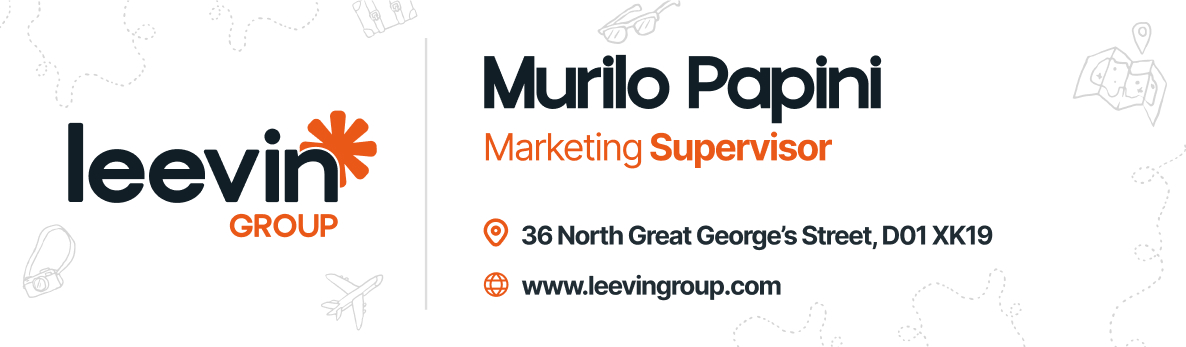 leevin
GROUP
Murilo Papini
Marketing Supervisor
36 North Great George’s Street, D01 XK19
www.leevingroup.com